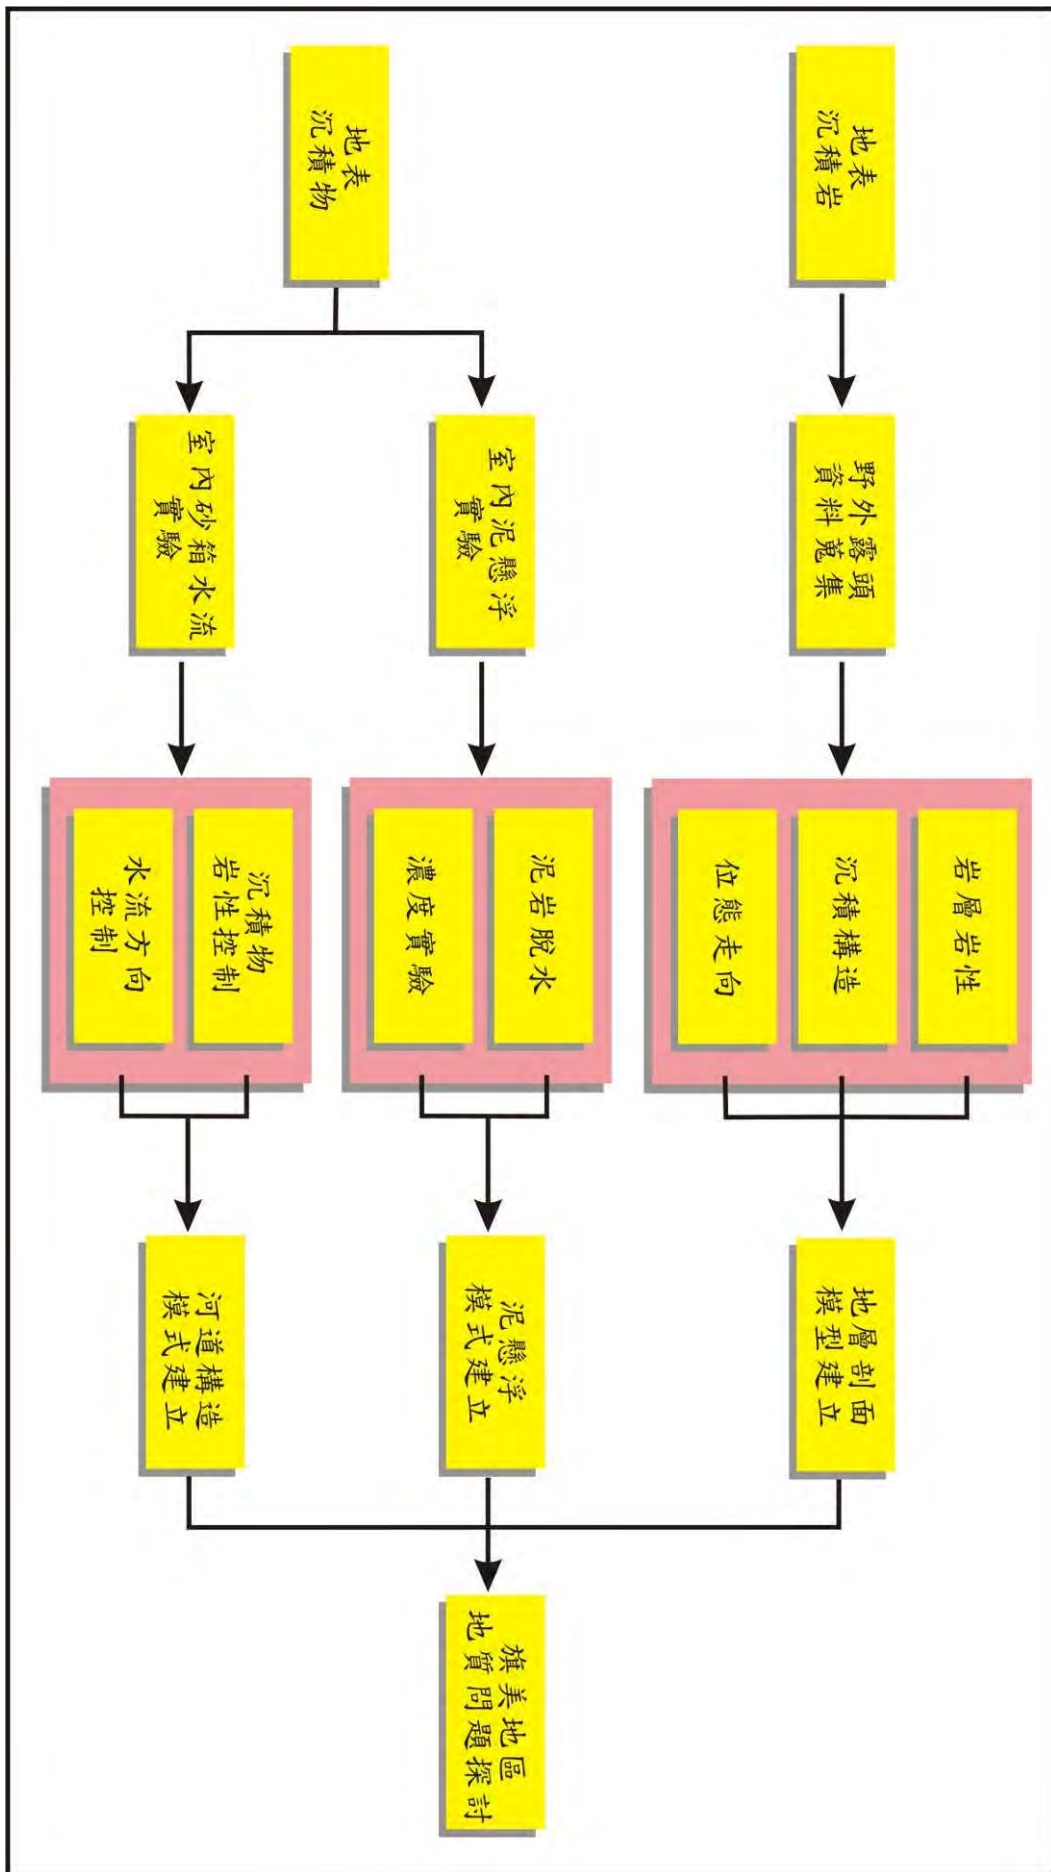 地表
沉積岩
野外露頭
資料蒐集
岩層岩性
沉積構造
位態走向
地層剖面
模型建立
地表
沉積物
室內泥懸浮
實驗
泥岩脫水
濃度實驗
泥懸浮
模式建立
室內砂箱水流
實驗
沉積物
岩性控制
水流方向
控制
河道構造
模式建立
旗美地區
地質問題探討